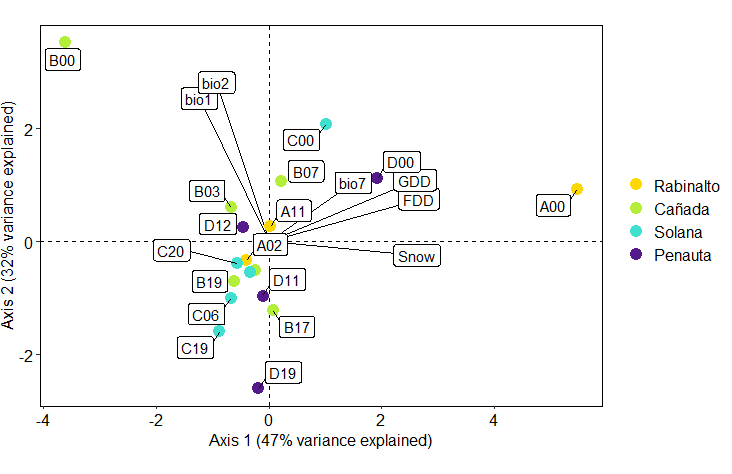 B00
bio2
bio1
C00
D00
B07
bio7
GDD
B03
FDD
A00
A11
D12
A02
C20
Snow
B19
D11
C06
B17
C19
D19
2
0
-2
-4
-2
0
2
4
Axis 1 (47% variance explained)
Axis 2 (32% variance explained)
Rabinalto
Cañada
Solana
Penauta